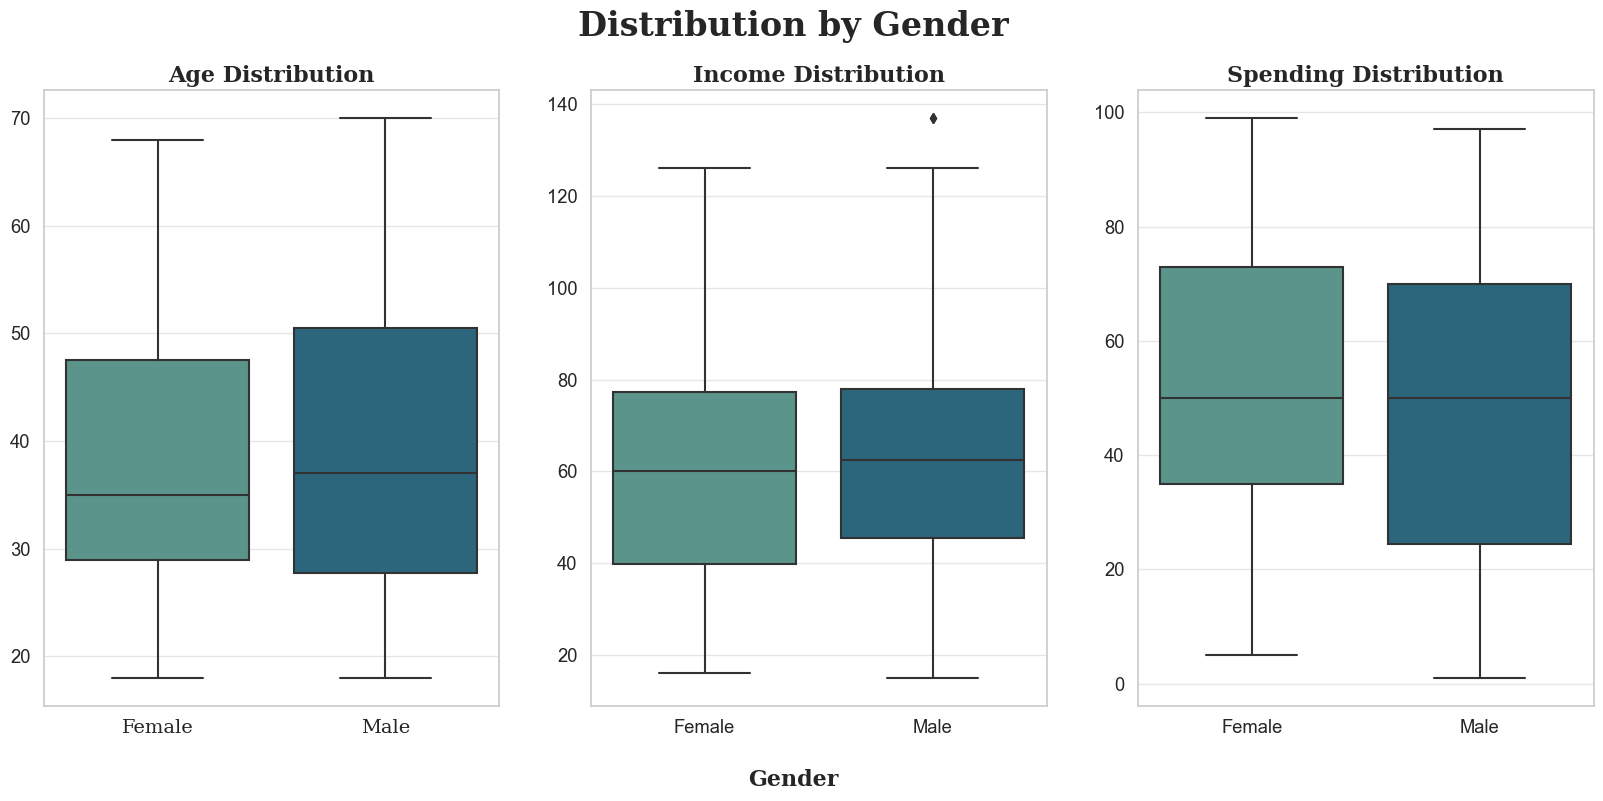 Distribution by Gender
Age Distribution
70
60
50
40
30
20
Female Male
Income Distribution
140
120
100
80
60
40
20
Female Male
Spending Distribution
100
80
60
40
20
0
Female Male
Gender